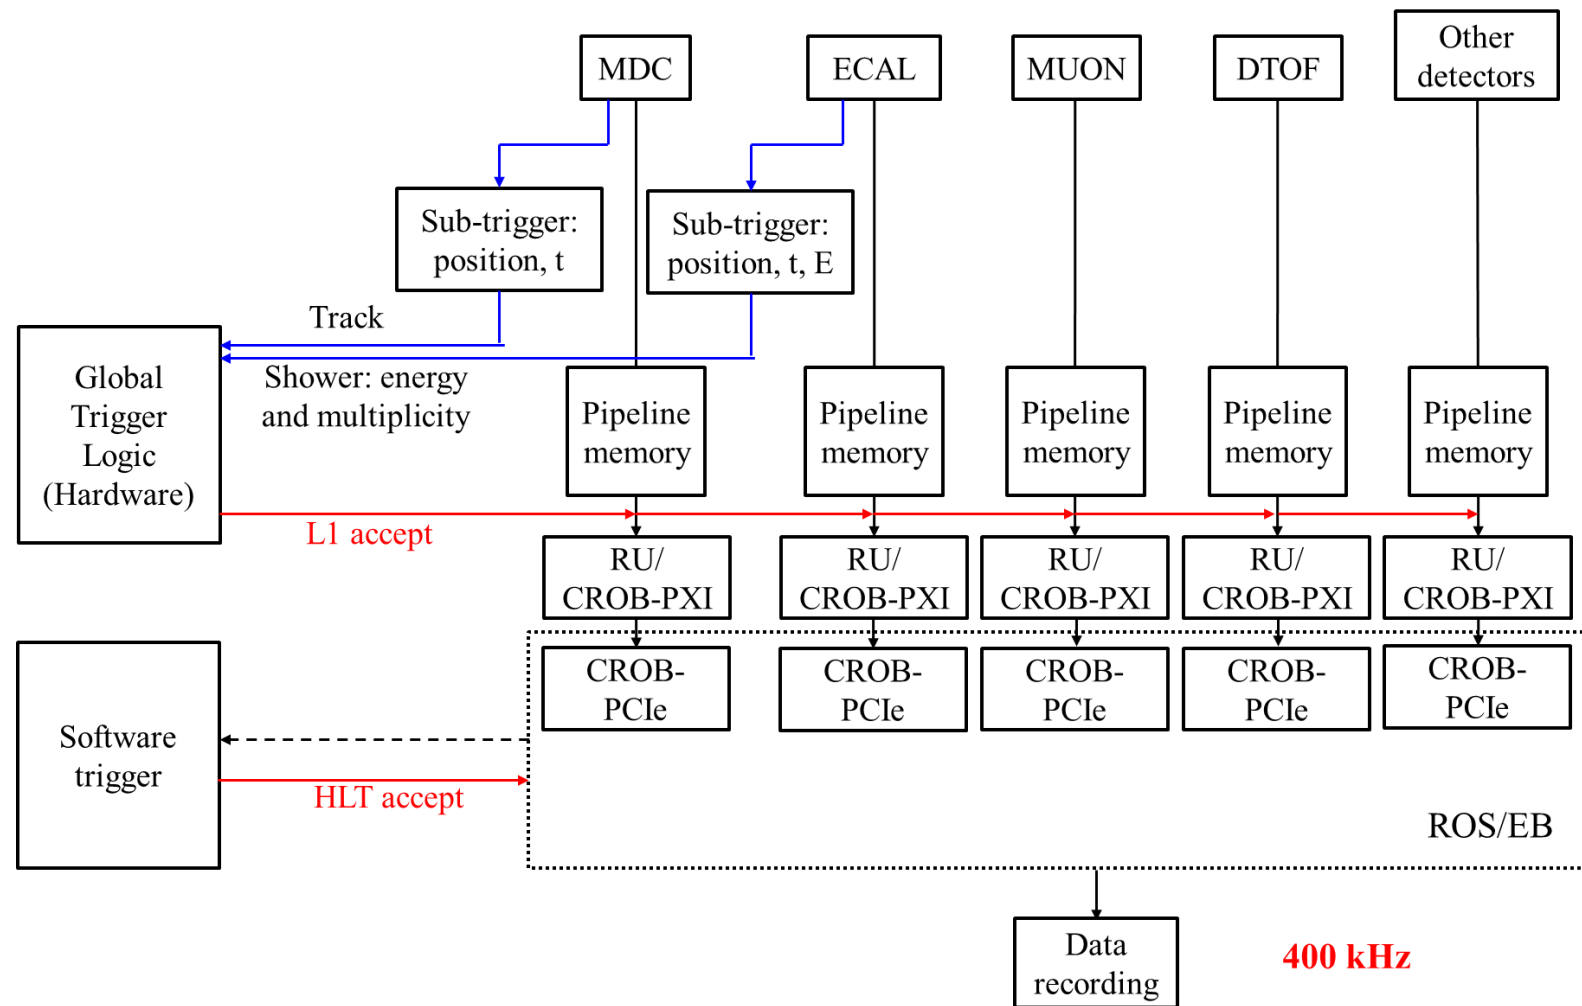 MDC
ECAL
MUON
DTOF
Other
detectors
Sub-trigger:
position, t
Sub-trigger:
position, t, E
Track
Shower: energy
and multiplicity
Global
Trigger
Logic
(Hardware)
Pipeline
memory
Pipeline
memory
Pipeline
memory
Pipeline
memory
Pipeline
memory
L1 accept
RU/
CROB-PXI
RU/
CROB-PXI
RU/
CROB-PXI
RU/
CROB-PXI
RU/
CROB-PXI
CROB-
PCIe
CROB-
PCIe
CROB-
PCIe
CROB-
PCIe
CROB-
PCIe
Software
trigger
HLT accept
ROS/EB
Data
recording
400 kHz